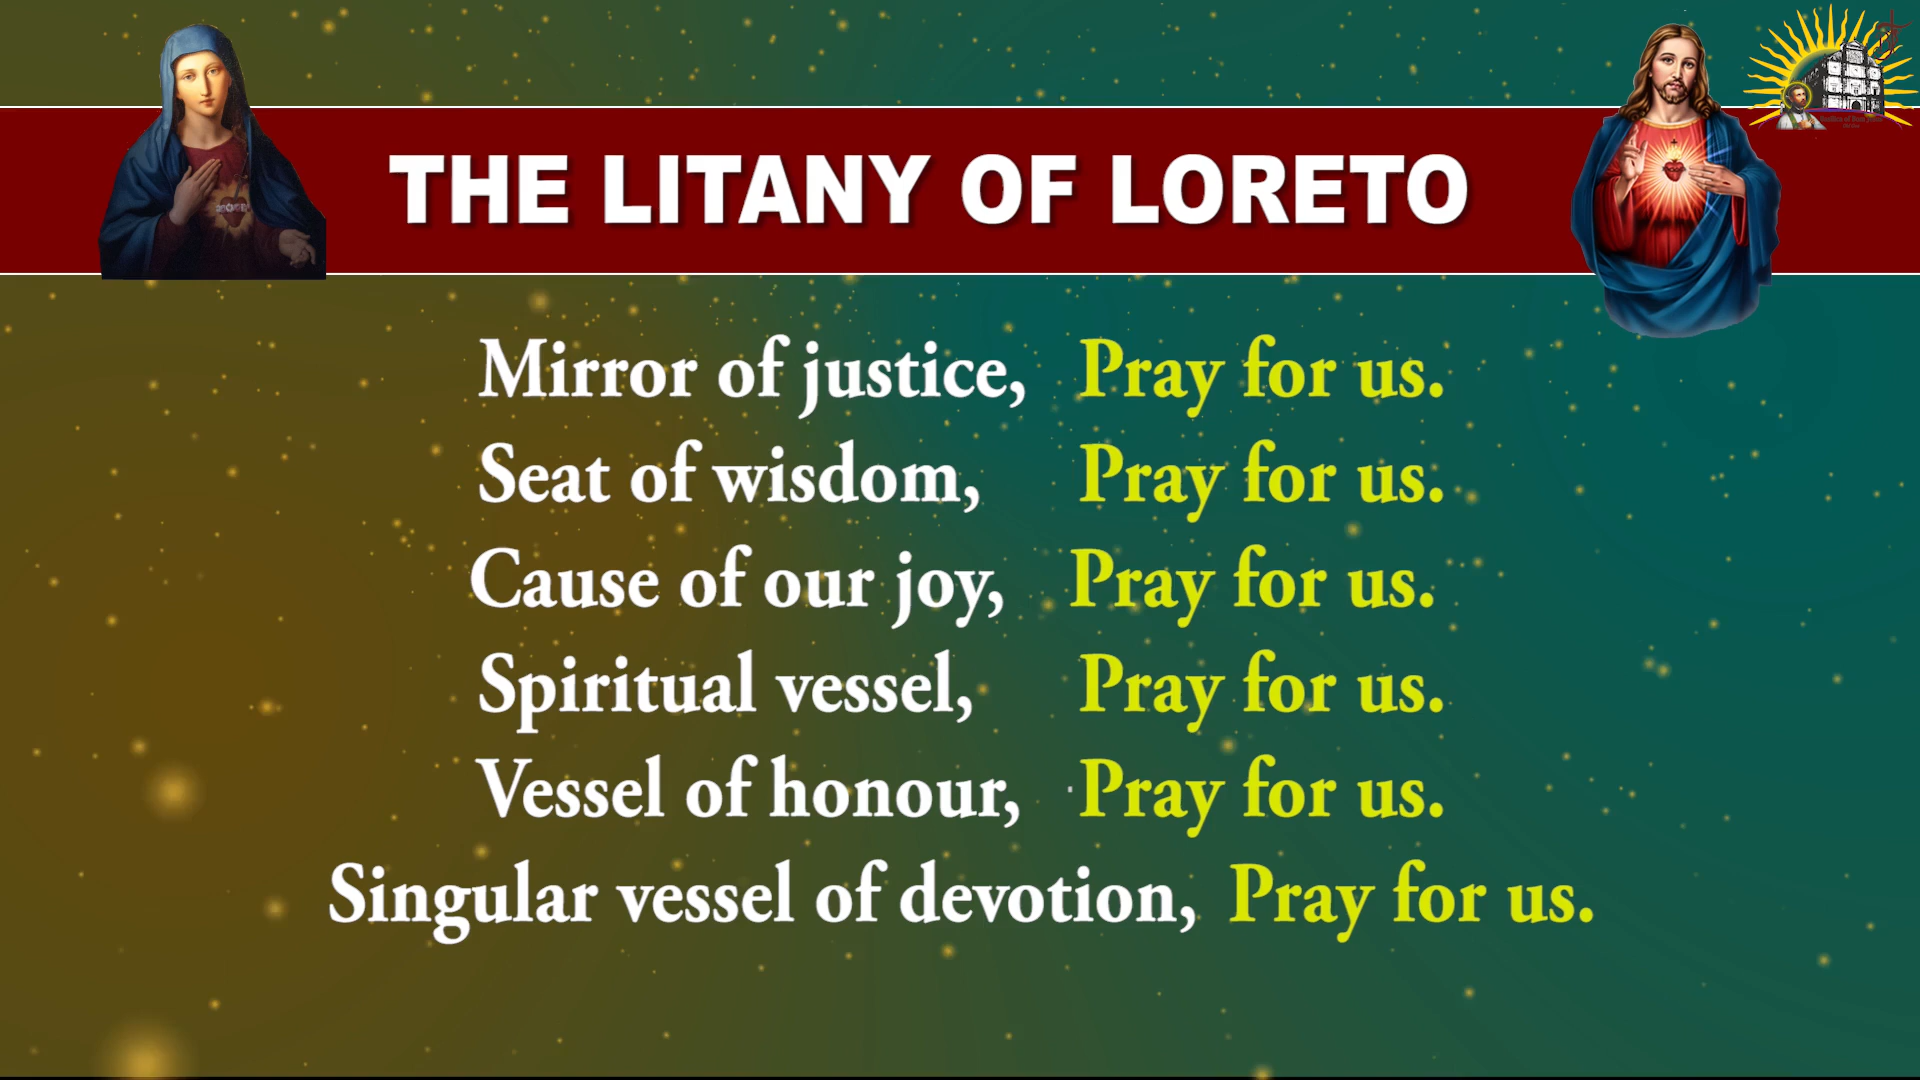 THE LITANY OF LORETO
Mirror of justice, Pray for us.
Seat of wisdom, Pray for us.
Cause of our joy, Pray for us.
Spiritual vessel, Pray for us.
Vessel of honour, Pray for us.
Singular vessel of devotion, Pray for us.